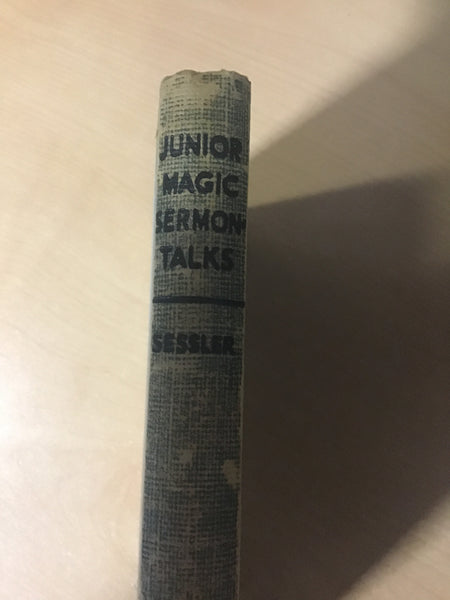 JUNIOR
MAGIC
SERMON-
TALKS
SESSLER